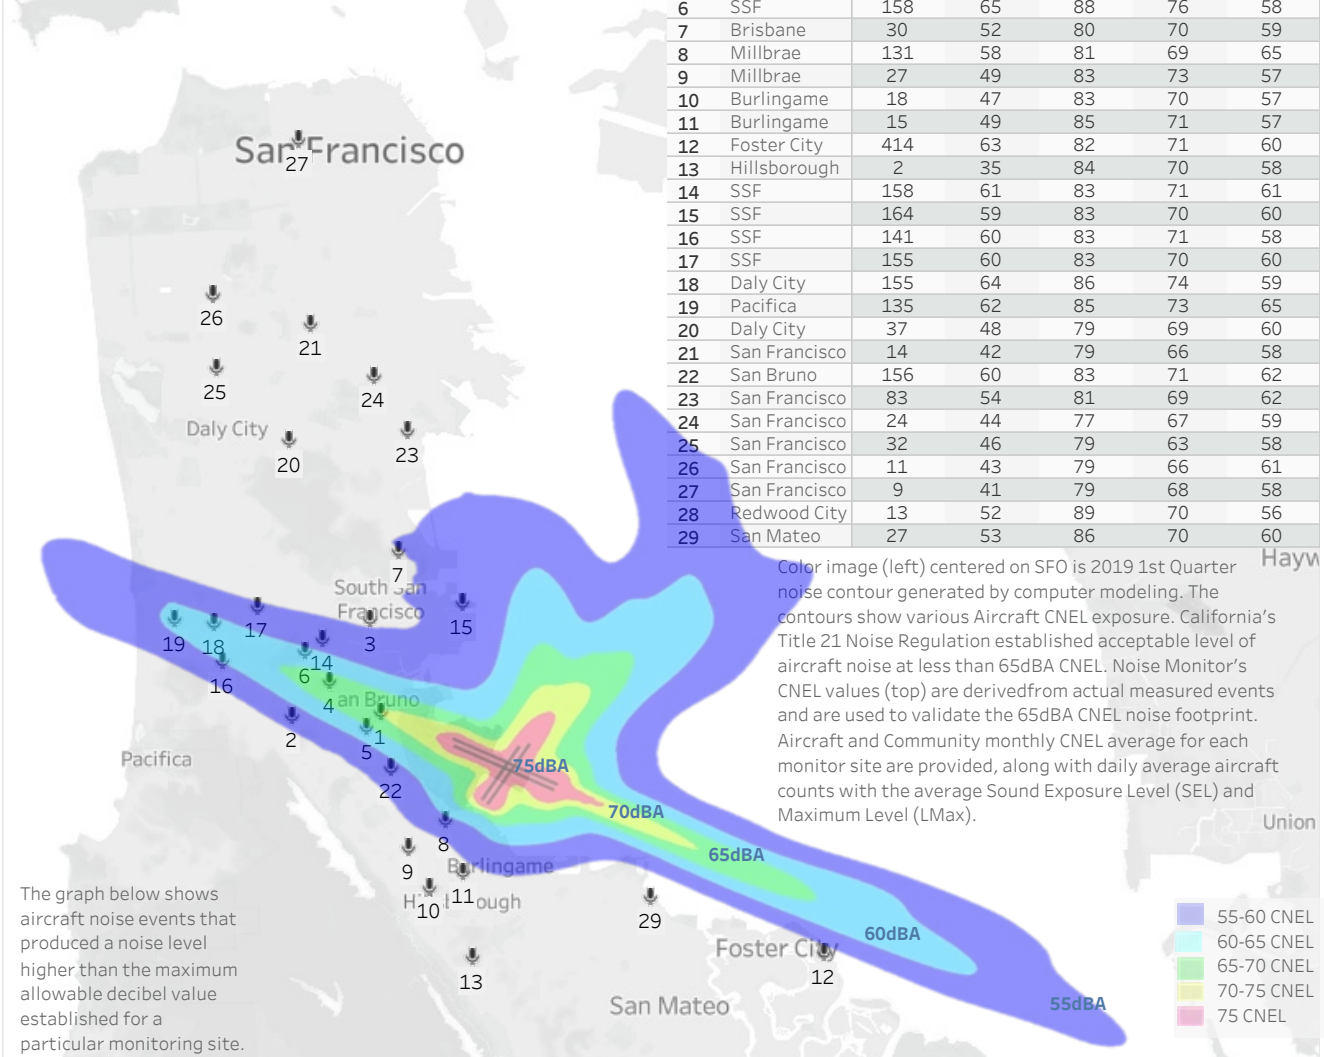 6 SSF 158 65 88 76 58
7 Brisbane 30 52 80 70 59
8 Millbrae 131 58 81 69 65
9 Millbrae 27 49 83 73 57
10 Burlingame 18 47 83 70 57
11 Burlingame 15 49 85 71 57
12 Foster City 414 63 82 71 60
13 Hillsborough 2 35 84 70 58
14 SSF 158 61 83 71 61
15 SSF 164 59 83 70 60
16 SSF 141 60 83 71 58
17 SSF 155 60 83 70 60
18 Daly City 155 64 86 74 59
19 Pacifica 135 62 85 73 65
20 Daly City 37 48 79 69 60
21 San Francisco 14 42 79 66 58
22 San Bruno 156 60 83 71 62
23 San Francisco 83 54 81 69 62
24 San Francisco 24 44 77 67 59
25 San Francisco 32 46 79 63 58
26 San Francisco 11 43 79 66 61
27 San Francisco 9 41 79 68 58
28 Redwood City 13 52 89 70 56
29 San Mateo 27 53 86 70 60
San Francisco
27
26
21
25
24
Daly City
23
20
7
South San
Francisco
15
17
3
19
18
14
6
16
4
an Bruno
2
1
5
Pacifica
22
8
9
Burlingame
11
10
ough
29
Foster City
12
13
San Mateo
75dBA
70dBA
65dBA
60dBA
55dBA
Hayw
Union
Color image (left) centered on SFO is 2019 1st Quarter
noise contour generated by computer modeling. The
contours show various Aircraft CNEL exposure. California's
Title 21 Noise Regulation established acceptable level of
aircraft noise at less than 65dBA CNEL. Noise Monitor's
CNEL values (top) are derivedfrom actual measured events
and are used to validate the 65dBA CNEL noise footprint.
Aircraft and Community monthly CNEL average for each
monitor site are provided, along with daily average aircraft
counts with the average Sound Exposure Level (SEL) and
Maximum Level (LMax).
The graph below shows
aircraft noise events that
produced a noise level
higher than the maximum
allowable decibel value
established for a
particular monitoring site.
55-60 CNEL
60-65 CNEL
65-70 CNEL
70-75 CNEL
75 CNEL